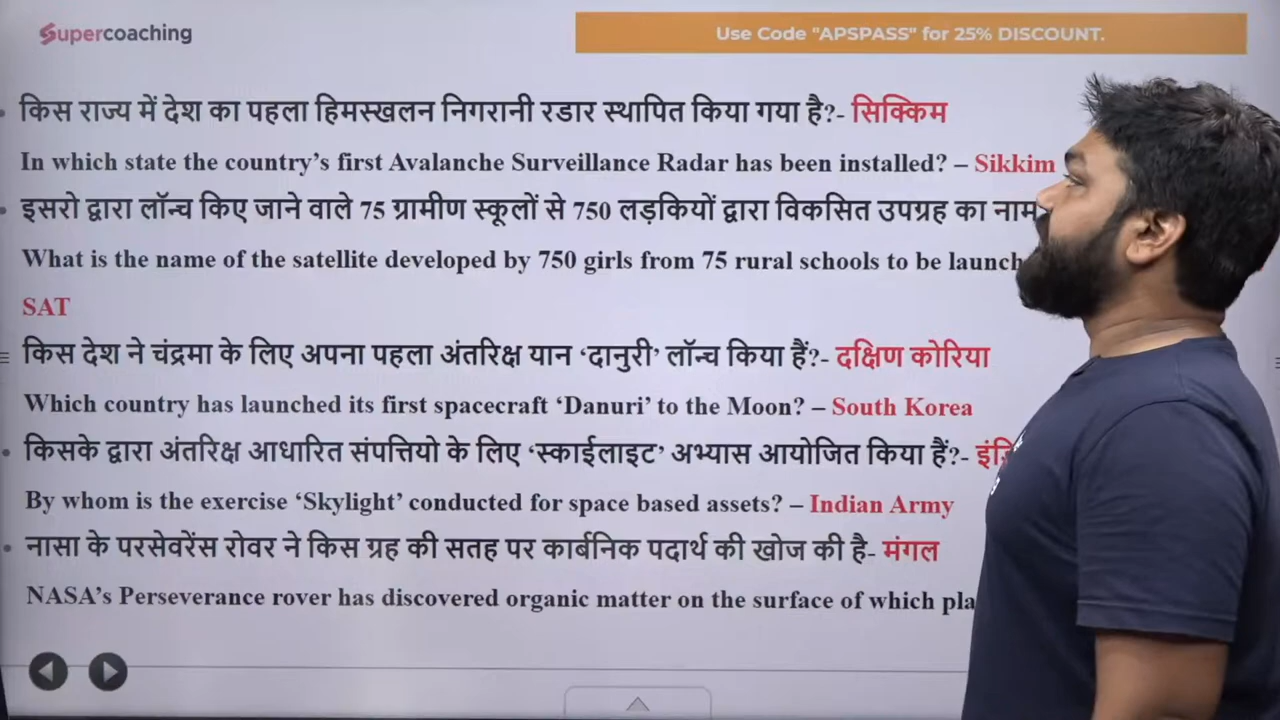 Supercoaching
Use Code "APSPASS" for 25% DISCOUNT.
किस राज्य में देश का पहला हिमस्खलन निगरानी रडार स्थापित किया गया है?- सिक्किम
In which state the country's first Avalanche Surveillance Radar has been installed? – Sikkim
इसरो द्वारा लॉन्च किए जाने वाले 75 ग्रामीण स्कूलों से 750 लड़कियों द्वारा विकसित उपग्रह का नाम
What is the name of the satellite developed by 750 girls from 75 rural schools to be
SAT
किस देश ने चंद्रमा के लिए अपना पहला अंतरिक्ष यान ‘दानुरी’ लॉन्च किया हैं?- दक्षिण कोरिया
Which country has launched its first spacecraft ‘Danuri’ to the Moon? – South Korea
किसके द्वारा अंतरिक्ष आधारित संपत्तियो के लिए ‘स्काईलाइट’ अभ्यास आयोजित किया हैं?-
By whom is the exercise ‘Skylight’ conducted for space based assets? – Indian Army
नासा के परसेवरेंस रोवर ने किस ग्रह की सतह पर कार्बनिक पदार्थ की खोज की है- मंगल
NASA's Perseverance rover has discovered organic matter on the surface of which